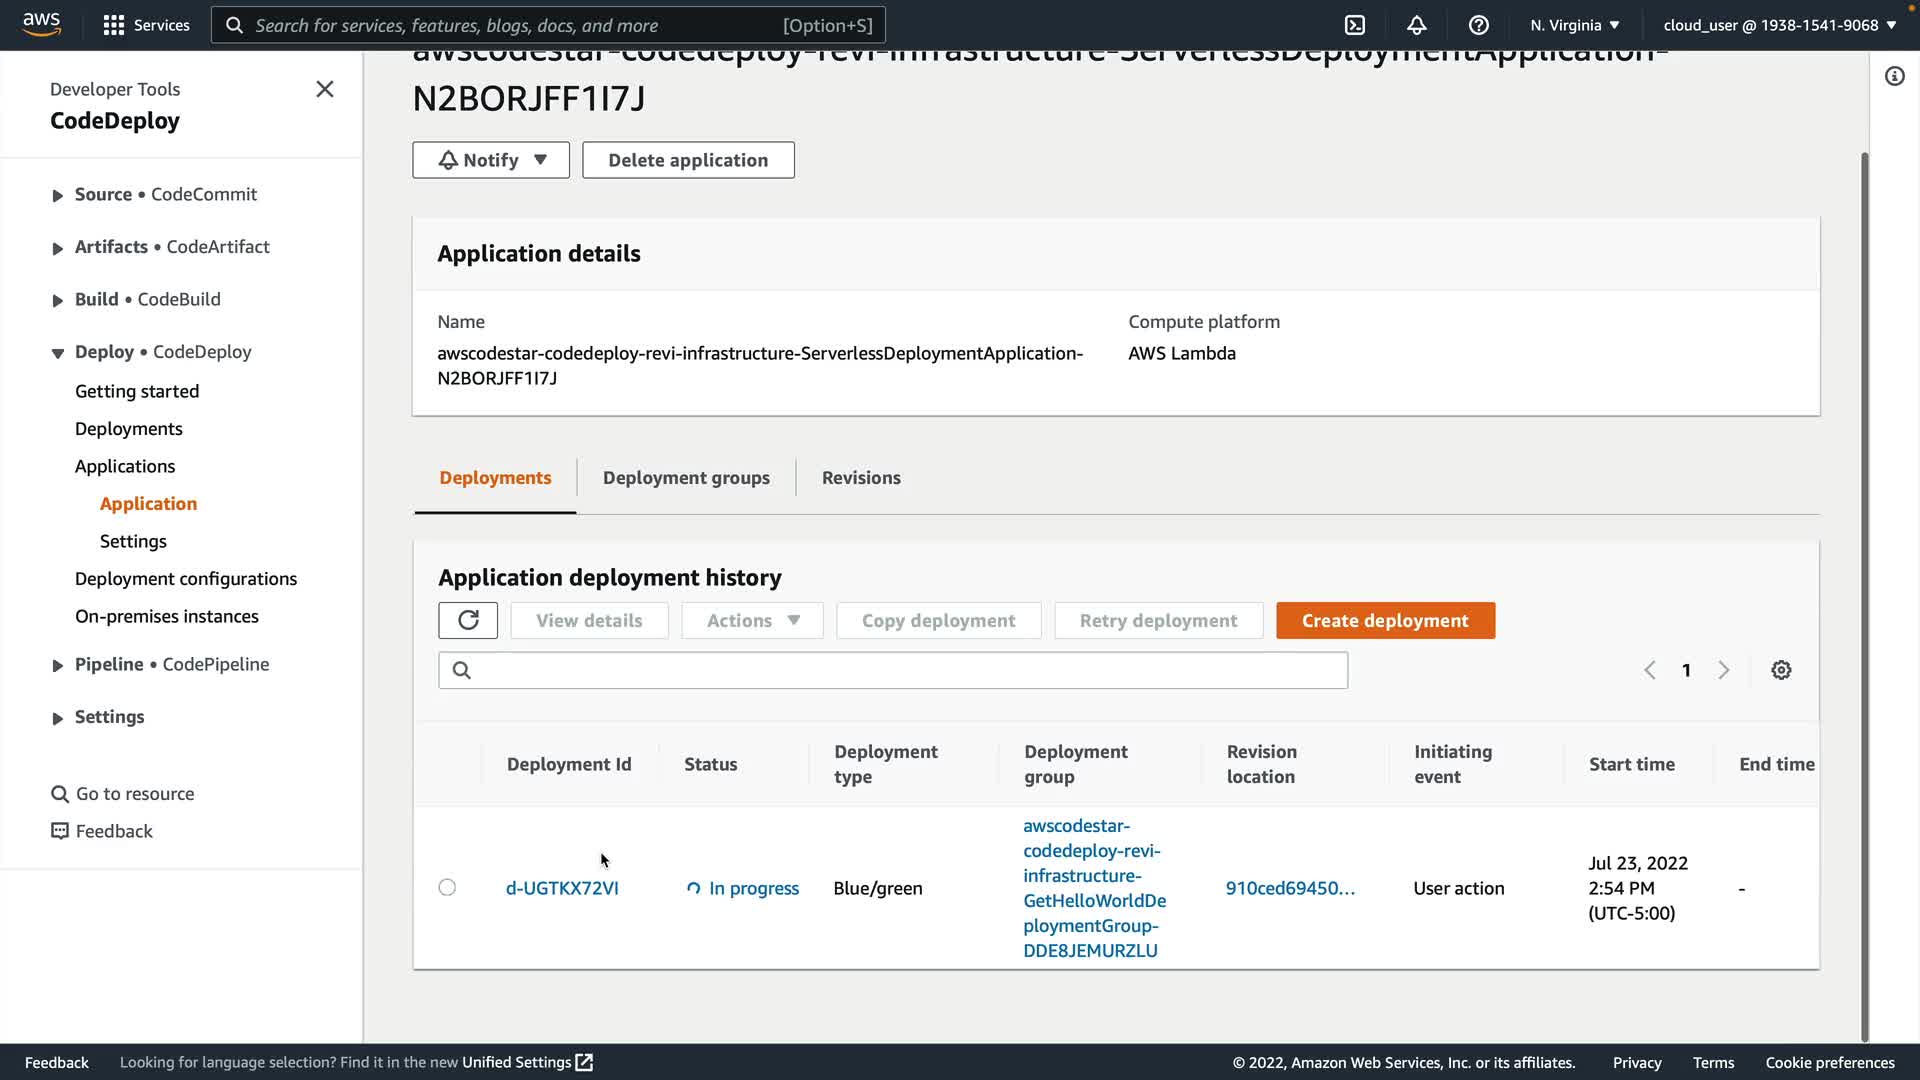 aws
Services
Search for services, features, blogs, docs, and more
[Option+S]
N. Virginia
cloud_user @ 1938-1541-9068
Developer Tools
CodeDeploy
Source • CodeCommit
Artifacts • CodeArtifact
Build • CodeBuild
Deploy • CodeDeploy
Getting started
Deployments
Applications
Application
Settings
Deployment configurations
On-premises instances
Pipeline • CodePipeline
Settings
Go to resource
Feedback
awscodestar-codedeploy-revi-infrastructure-ServerlessDeploymentApplication-
N2BORJFF1I7J
Notify
Delete application
Application details
Name
awscodestar-codedeploy-revi-infrastructure-ServerlessDeploymentApplication-
N2BORJFF1I7J
Compute platform
AWS Lambda
Deployments
Deployment groups
Revisions
Application deployment history
View details
Actions
Copy deployment
Retry deployment
Create deployment
1
Deployment Id
Status
Deployment
type
Deployment
group
Revision
location
Initiating
event
Start time
End time
d-UGTKX72VI
In progress
Blue/green
awscodestar-
codedeploy-revi-
infrastructure-
GetHelloWorldDe
ploymentGroup-
DDE8JEMURZLU
910ced69450...
User action
Jul 23, 2022
2:54 PM
(UTC-5:00)
-
Feedback
Looking for language selection? Find it in the new Unified Settings
© 2022, Amazon Web Services, Inc. or its affiliates.
Privacy
Terms
Cookie preferences